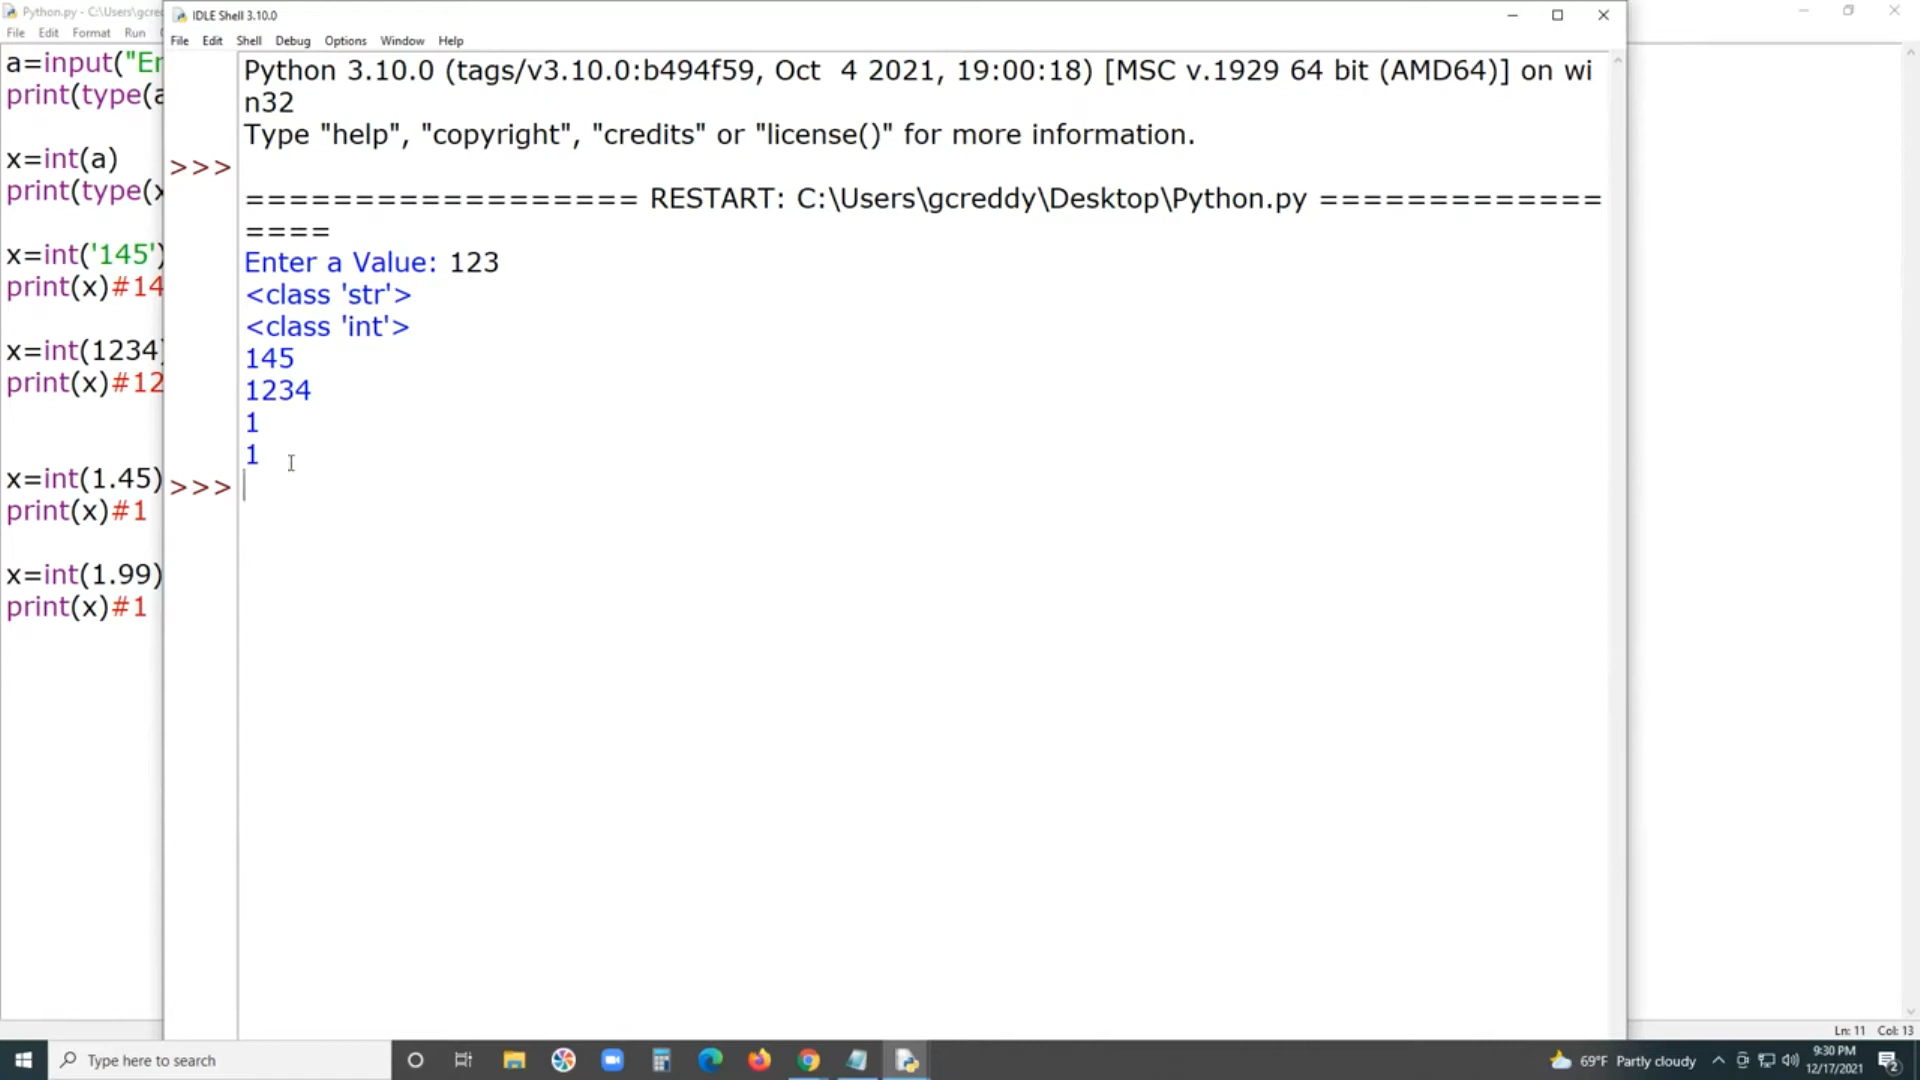 Python.py - C:\Users\gcred
File Edit Format Run
a=input("Er
print(type(a
x=int(a)
print(type(x
x=int('145')
print(x)#14
x=int(1234)
print(x)#12
x=int(1.45)
print(x)#1
x=int(1.99)
print(x)#1
IDLE Shell 3.10.0
File Edit Shell Debug Options Window Help
Python 3.10.0 (tags/v3.10.0:b494f59, Oct  4 2021, 19:00:18) [MSC v.1929 64 bit (AMD64)] on wi
n32
Type "help", "copyright", "credits" or "license()" for more information.
>>>
================== RESTART: C:\Users\gcreddy\Desktop\Python.py =============
====
Enter a Value: 123
<class 'str'>
<class 'int'>
145
1234
1
1
>>>
Ln: 11 Col: 13
Type here to search
69°F Partly cloudy
9:30 PM
12/17/2021
2